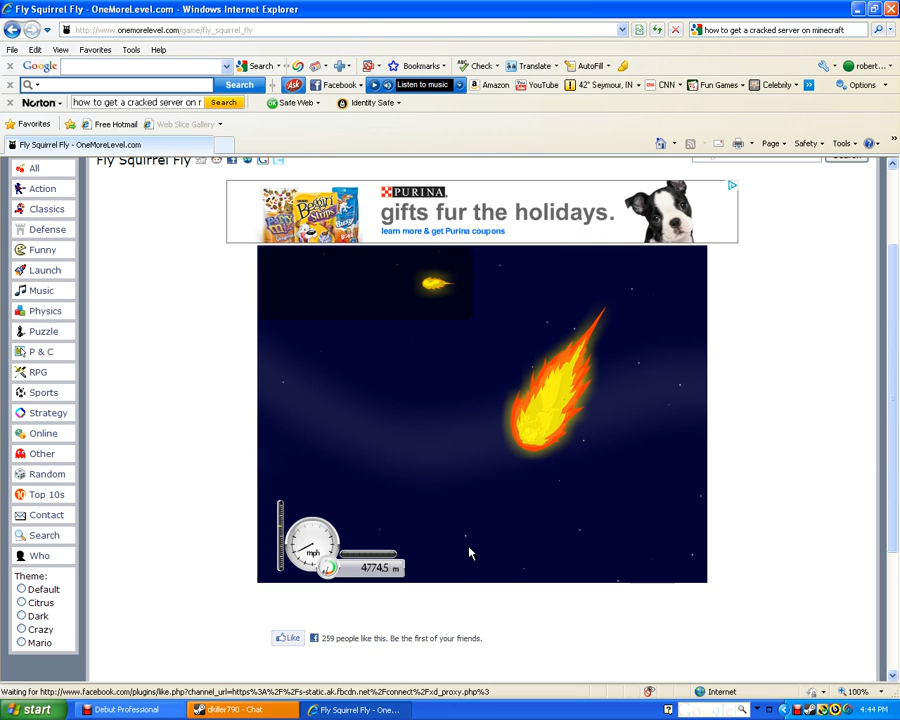 Fly Squirrel Fly - OneMoreLevel.com - Windows Internet Explorer
http://www.onemorelevel.com/game/fly_squirrel_fly
how to get a cracked server on minecraft
File Edit View Favorites Tools Help
x Google Search Bookmarks Check Translate AutoFill robert...
x Search Ask Facebook Listen to music Amazon YouTube 42° Seymour, IN CNN Fun Games Celebrity Options
x Norton how to get a cracked server on r Search Safe Web Identity Safe
Favorites Free Hotmail Web Slice Gallery
Fly Squirrel Fly - OneMoreLevel.com
Page Safety Tools
Fly Squirrel Fly
Search
All
Action
Classics
Defense
Funny
Launch
Music
Physics
Puzzle
P & C
RPG
Sports
Strategy
Online
Other
Random
Top 10s
Contact
Search
Who
Theme:
Default
Citrus
Dark
Crazy
Mario
PURINA
gifts fur the holidays.
learn more & get Purina coupons
mph
4774.5 m
Like 259 people like this. Be the first of your friends.
Waiting for http://www.facebook.com/plugins/like.php?channel_url=https%3A%2F%2Fs-static.ak.fbcdn.net%2Fconnect%2Fxd_proxy.php%3
Internet 100%
start Debut Professional dkiller790 - Chat Fly Squirrel Fly - One... Google 4:44 PM